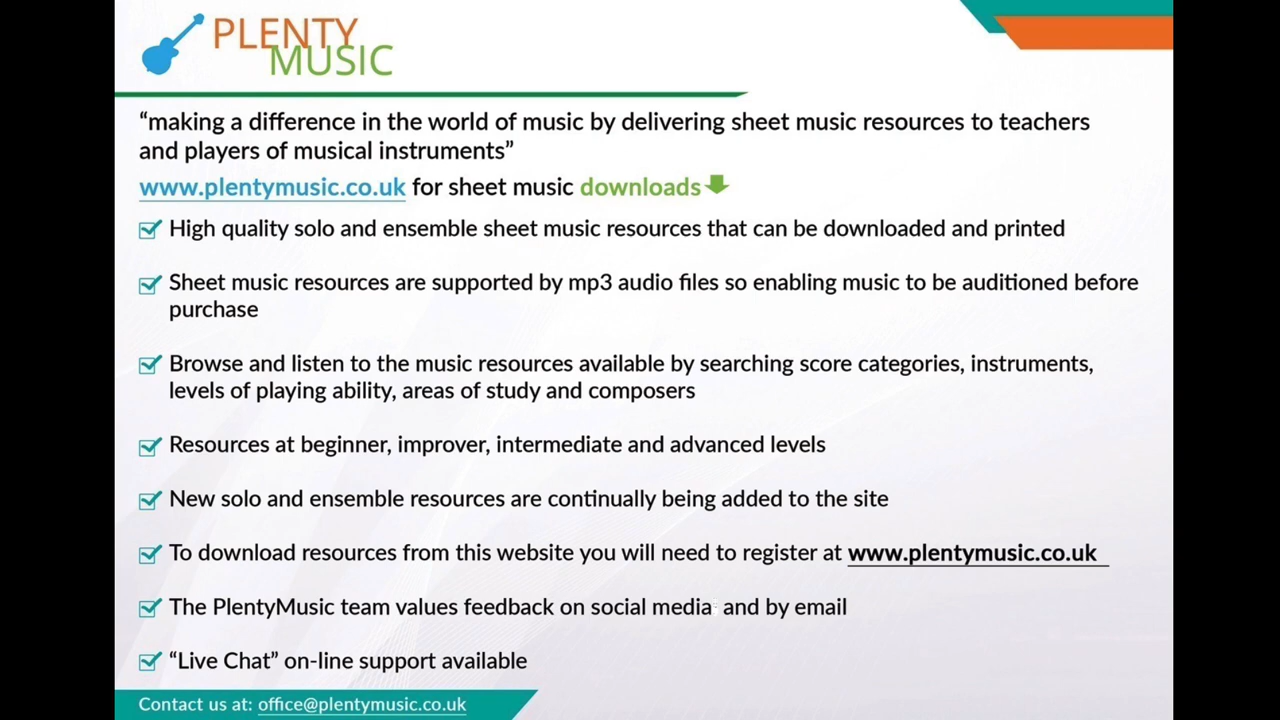 PLENTY
MUSIC
“making a difference in the world of music by delivering sheet music resources to teachers
and players of musical instruments”
www.plentymusic.co.uk for sheet music downloads
High quality solo and ensemble sheet music resources that can be downloaded and printed
Sheet music resources are supported by mp3 audio files so enabling music to be auditioned before
purchase
Browse and listen to the music resources available by searching score categories, instruments,
levels of playing ability, areas of study and composers
Resources at beginner, improver, intermediate and advanced levels
New solo and ensemble resources are continually being added to the site
To download resources from this website you will need to register at www.plentymusic.co.uk
The PlentyMusic team values feedback on social media and by email
“Live Chat” on-line support available
Contact us at: office@plentymusic.co.uk